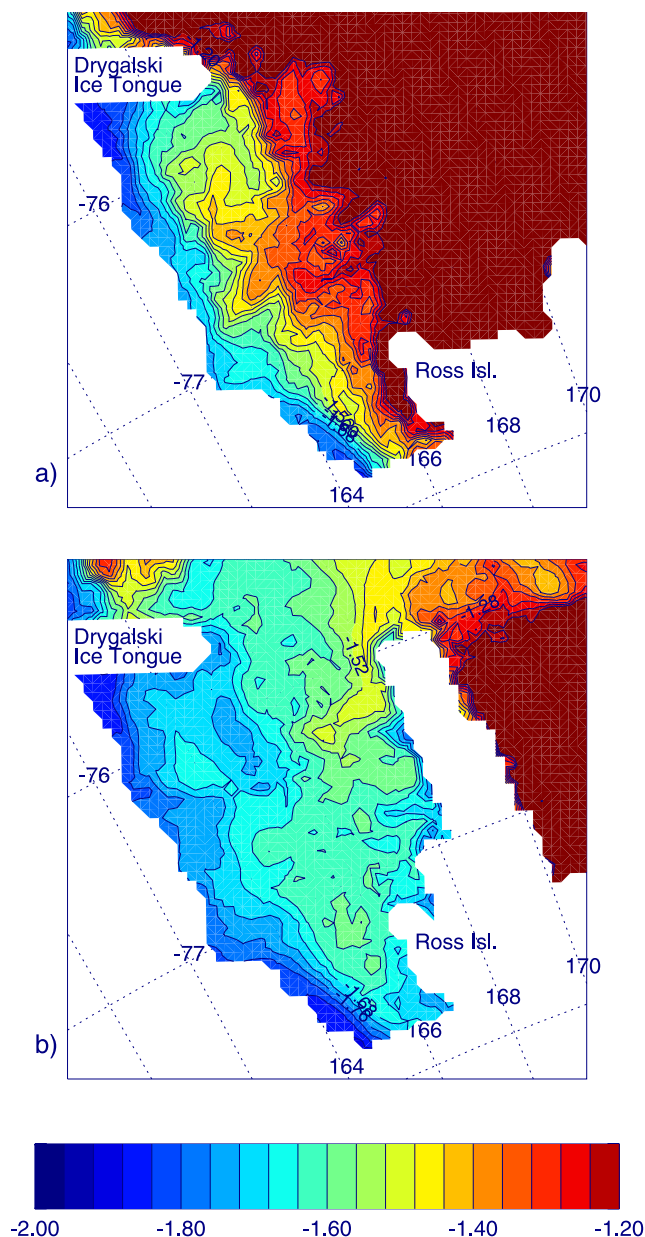 Drygalski
Ice Tongue
-76
-77
Ross Isl.
170
168
166
164
a)
-1.52
-1.28
Drygalski
Ice Tongue
-76
-77
Ross Isl.
170
168
166
164
b)
-2.00 -1.80 -1.60 -1.40 -1.20